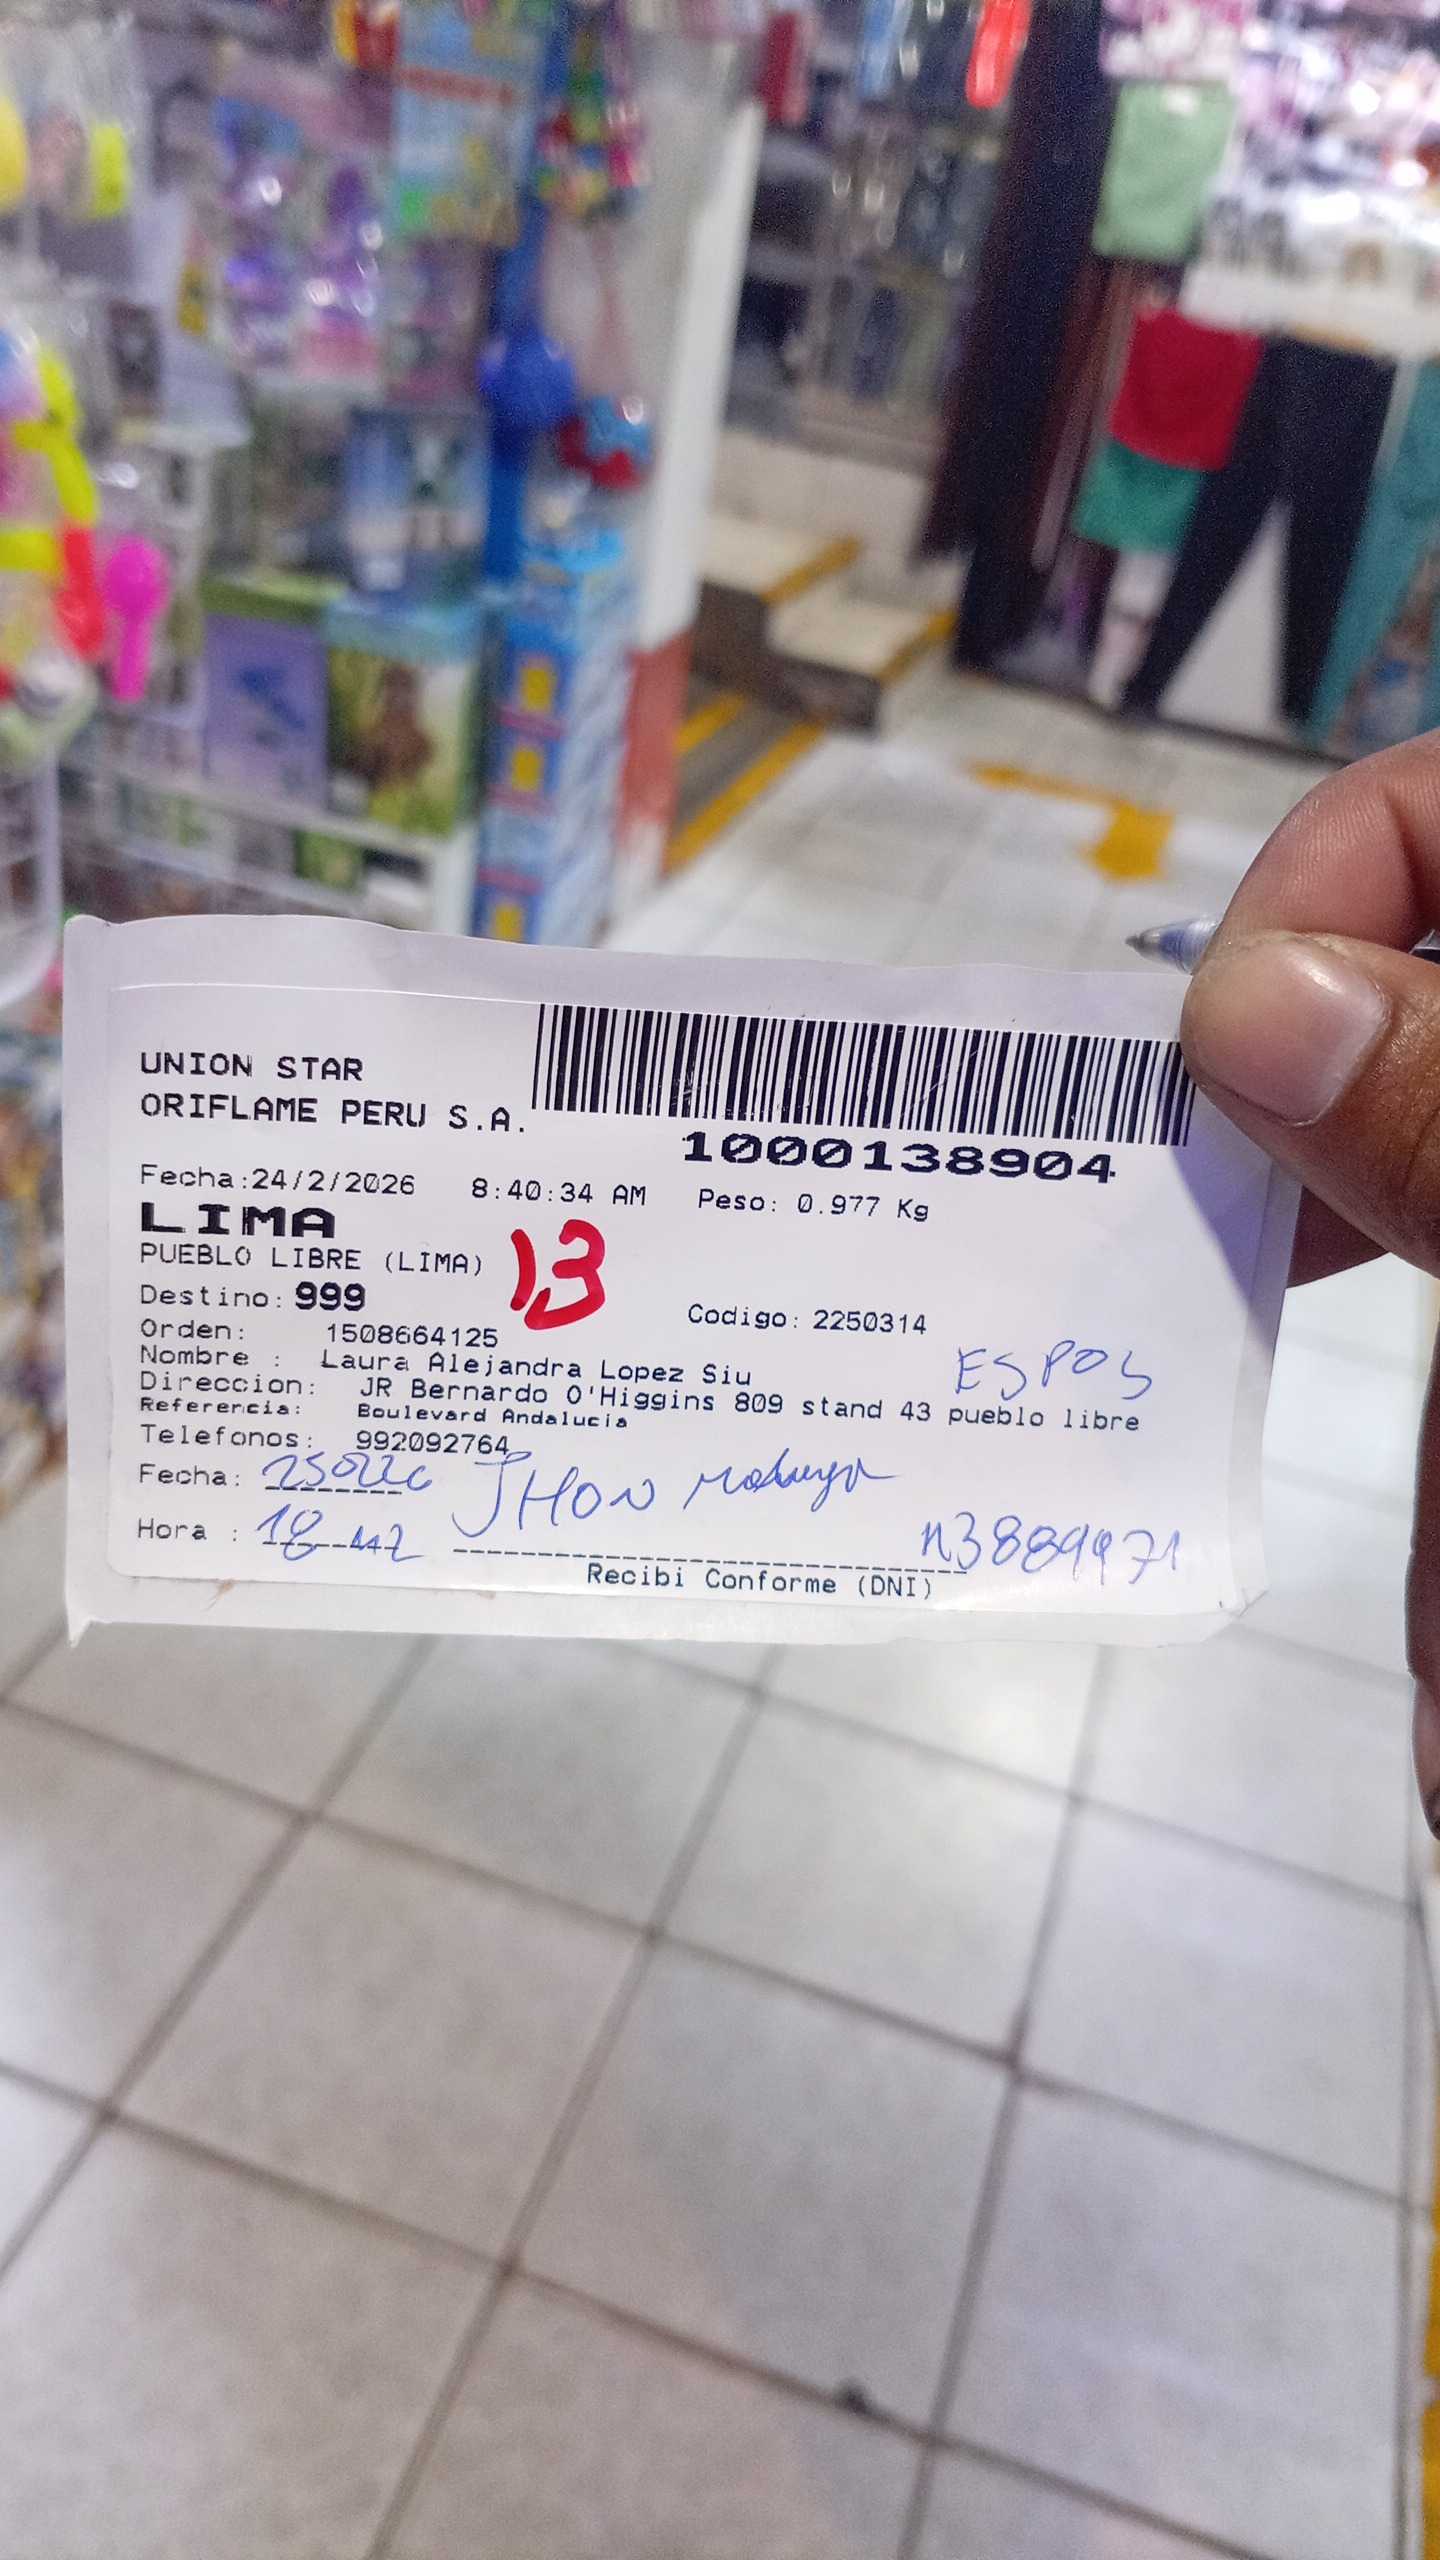 UNION STAR
ORIFLAME PERU S.A.
1000138904
Fecha:24/2/2026 8:40:34 AM Peso: 0.977 Kg
LIMA
PUEBLO LIBRE (LIMA)
13
Destino: 999
Codigo: 2250314
Orden: 1508664125
Nombre : Laura Alejandra Lopez Siu
ESPOS
Direccion: JR Bernardo O'Higgins 809 stand 43 pueblo libre
Referencia: Boulevard Andalucia
Telefonos: 992092764
Fecha: 250226 JHON
Hora : 18
Recibi Conforme (DNI)